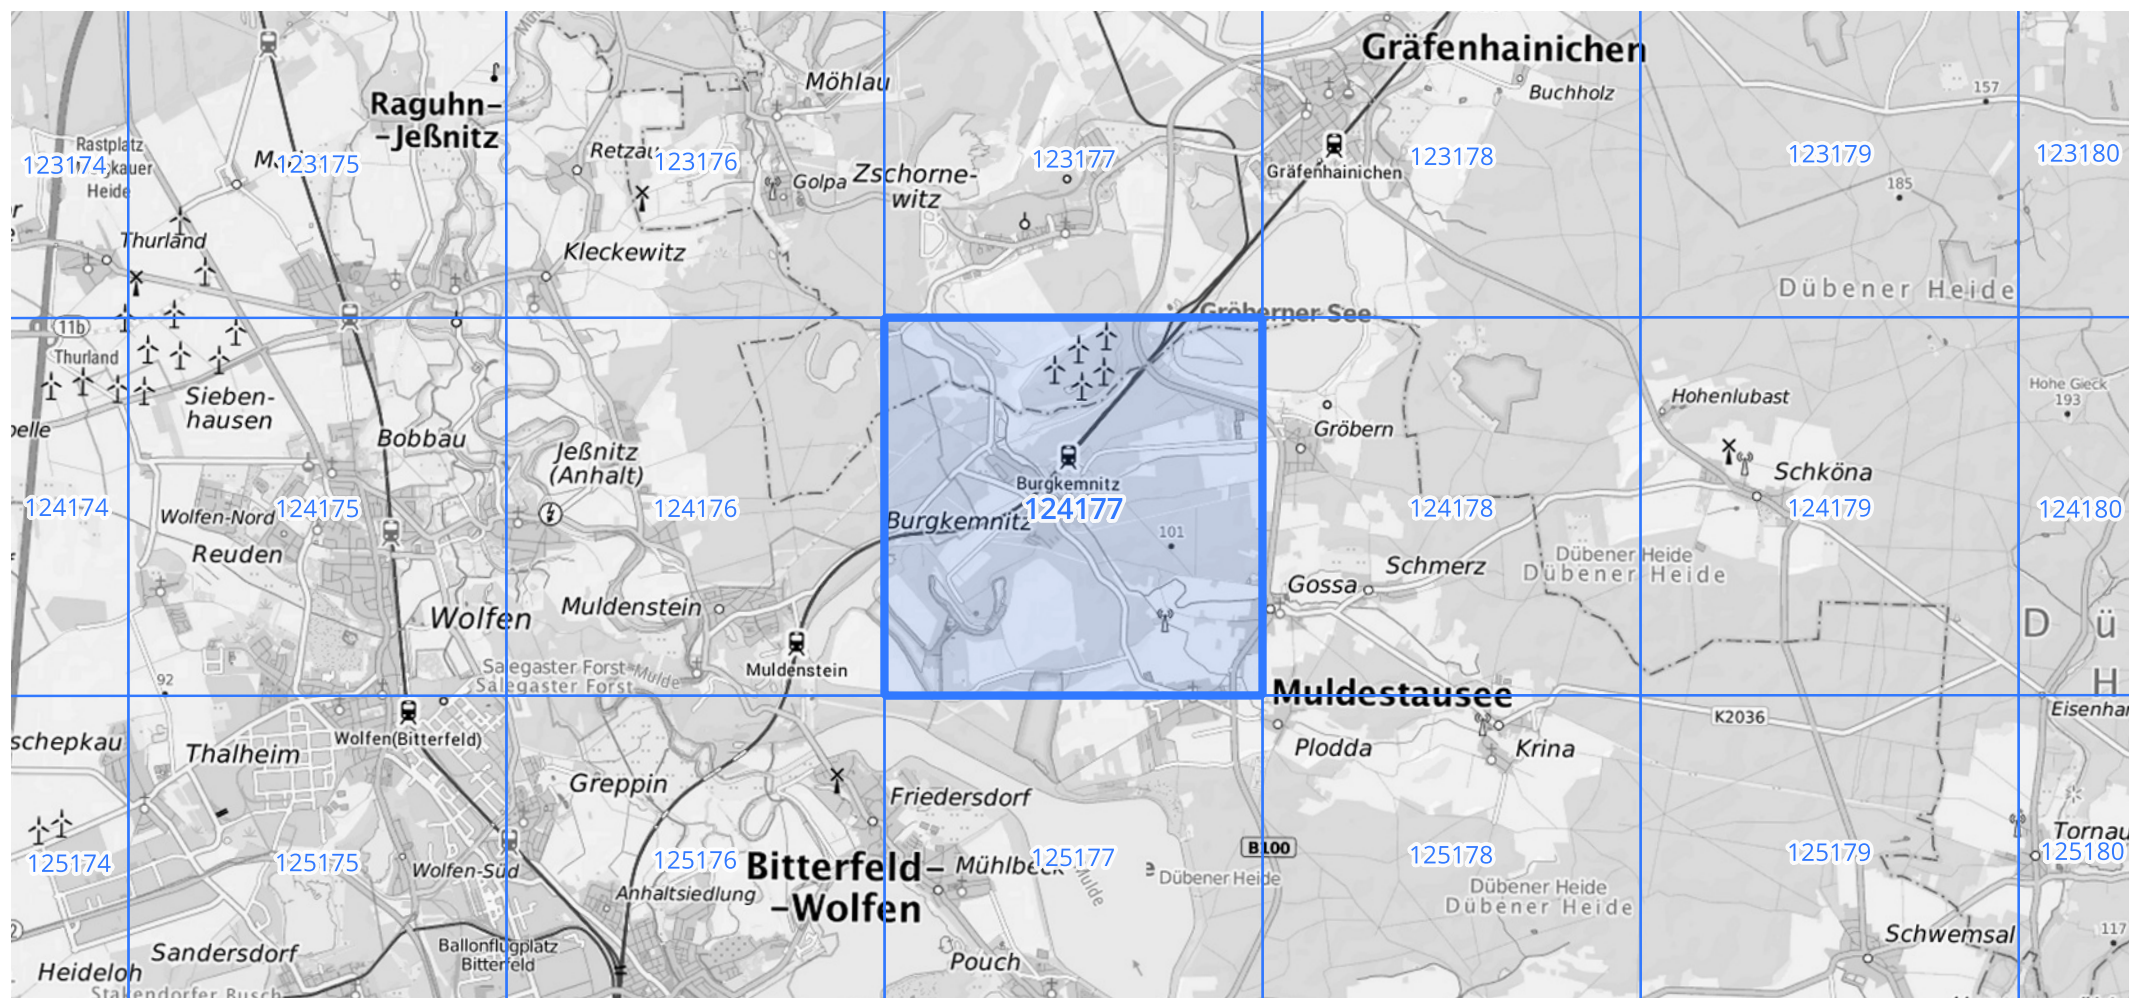 Gräfenhainichen
Möhlau
Buchholz
157
Raguhn-
-Jeßnitz
Rastplatz
Heide
123174
123175
Retzau
123176
Golpa
Zschorne-
witz
123177
Gräfenhainichen
123178
123179
185
123180
Thurland
Kleckewitz
Dübener Heide
Gröberner See
11b
Thurland
Sieben-
hausen
Bobbau
Jeßnitz
(Anhalt)
Gröbern
Hohenlubast
Hohe Gieck
193
Schköna
Burgkemnitz
124174
Wolfen-Nord
124175
124176
Burgkemnitz
124177
124178
124179
124180
Reuden
101
Dübener Heide
Dübener Heide
Schmerz
Gossa
Muldenstein
Wolfen
D ü
H
Salegaster Forst
Salegaster Forst
Mulde
Muldenstein
92
Muldestausee
K2036
Thalheim
Wolfen(Bitterfeld)
Plodda
Krina
Greppin
Friedersdorf
B100
Tornau
125174
125175
Wolfen-Süd
125176
Bitterfeld-
-Wolfen
Mühlbeck
125177
Mulde
Dübener Heide
125178
125179
125180
Anhaltsiedlung
Dübener Heide
Dübener Heide
Sandersdorf
Ballonflugplatz
Bitterfeld
Pouch
Schwemsal
117
Heideloh
Stakendorfer Busch